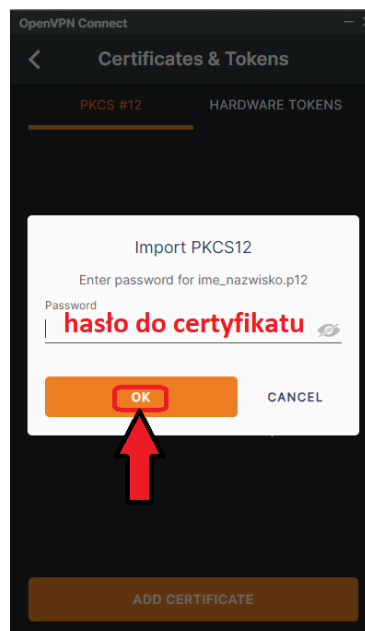 OpenVPN Connect
Certificates & Tokens
PKCS #12
HARDWARE TOKENS
Import PKCS12
Enter password for ime_nazwisko.p12
Password
hasło do certyfikatu
OK
CANCEL
ADD CERTIFICATE